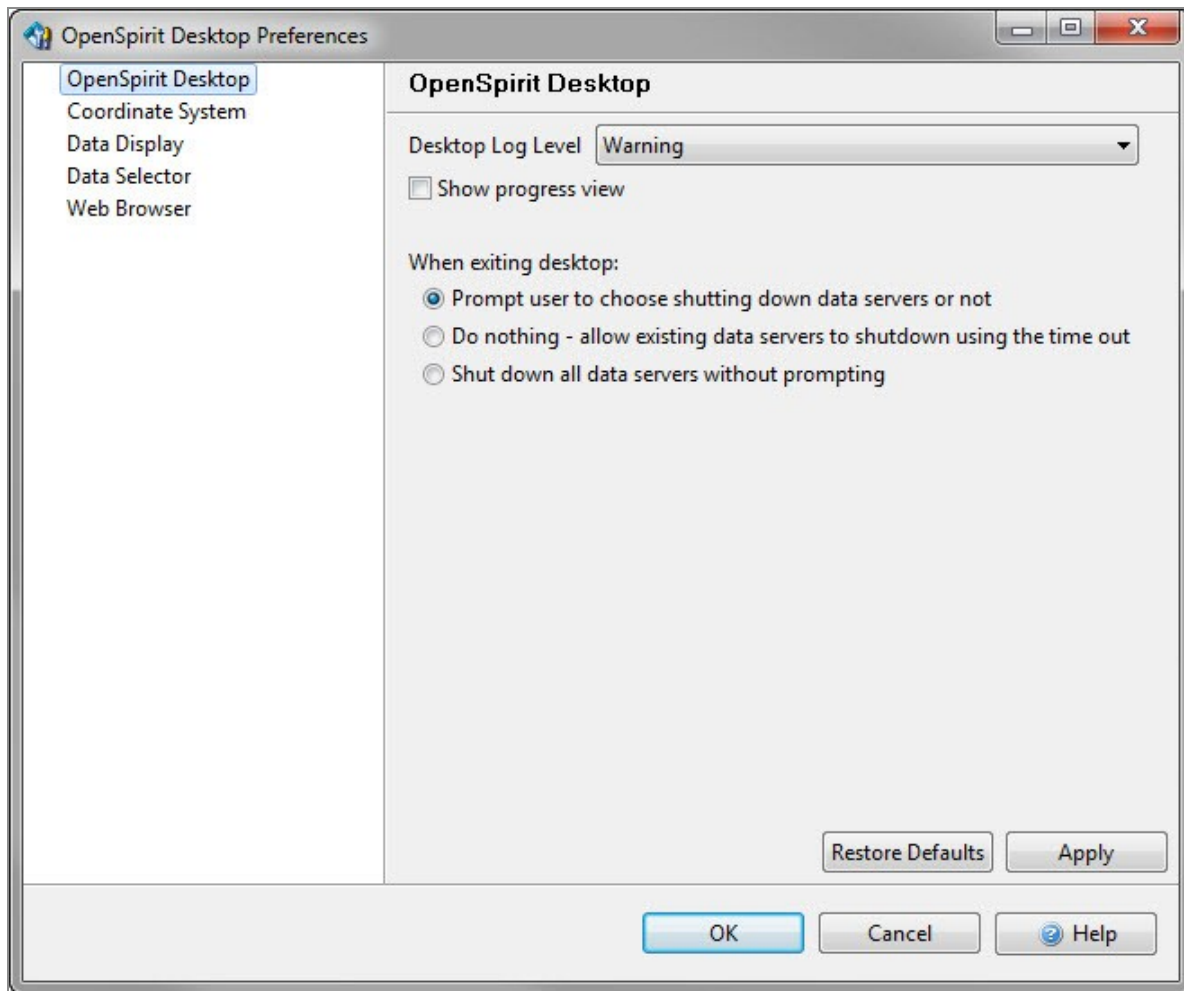 OpenSpirit Desktop Preferences
OpenSpirit Desktop
Coordinate System
Data Display
Data Selector
Web Browser
OpenSpirit Desktop
Desktop Log Level Warning
Show progress view
When exiting desktop:
Prompt user to choose shutting down data servers or not
Do nothing - allow existing data servers to shutdown using the time out
Shut down all data servers without prompting
Restore Defaults Apply
OK Cancel Help